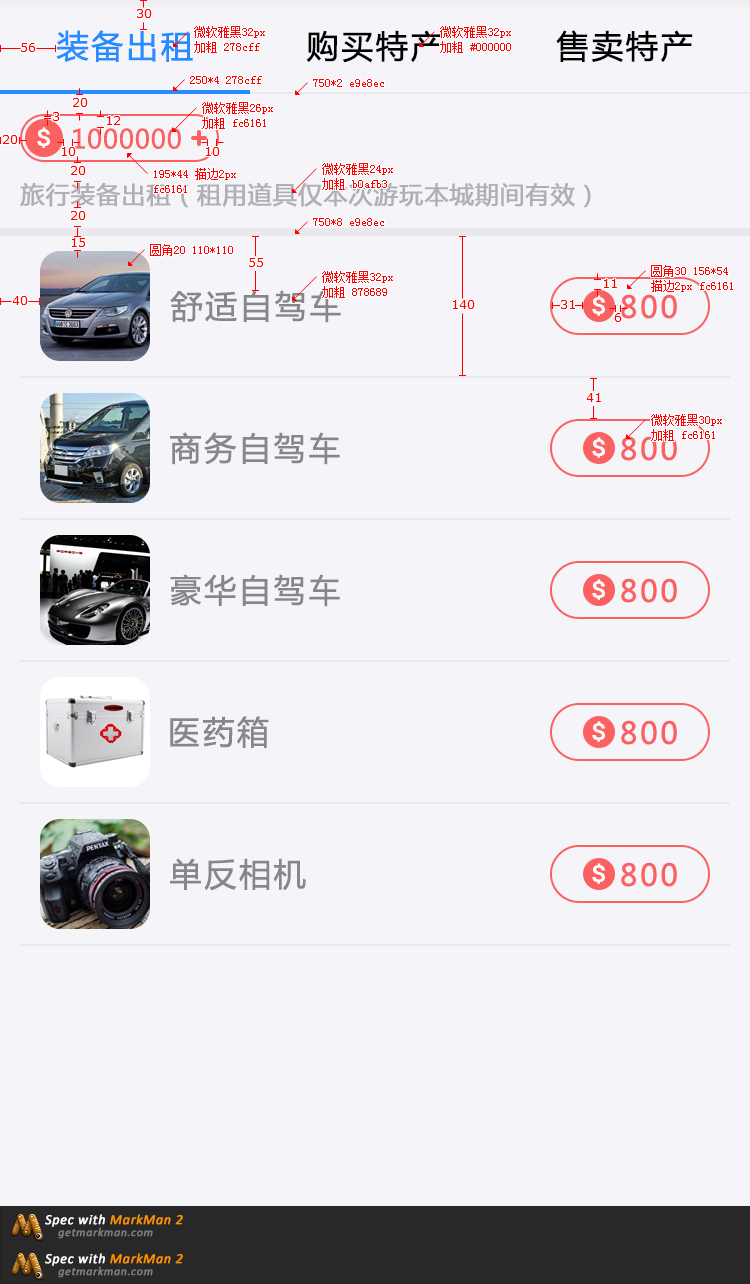 30
微软雅黑32px
加粗 278cff
微软雅黑32px
加粗 #000000
56
装备出租
购买特产
售卖特产
250*4 278cff
750*2 e9e8ec
20
微软雅黑26px
加粗 fc6161
3
12
20
$ 1000000 +
10
10
20
195*44 描边2px
fc6161
微软雅黑24px
加粗 b0afb3
旅行装备出租（租用道具仅本次游玩本城期间有效）
20
750*8 e9e8ec
15
圆角20 110*110
55
微软雅黑32px
加粗 878689
圆角30 156*54
描边2px fc6161
11
40
舒适自驾车
140
31
$ 800
6
41
微软雅黑30px
加粗 fc6161
商务自驾车
$ 800
豪华自驾车
$ 800
医药箱
$ 800
PENTAX
单反相机
$ 800
Spec with MarkMan 2
getmarkman.com
Spec with MarkMan 2
getmarkman.com